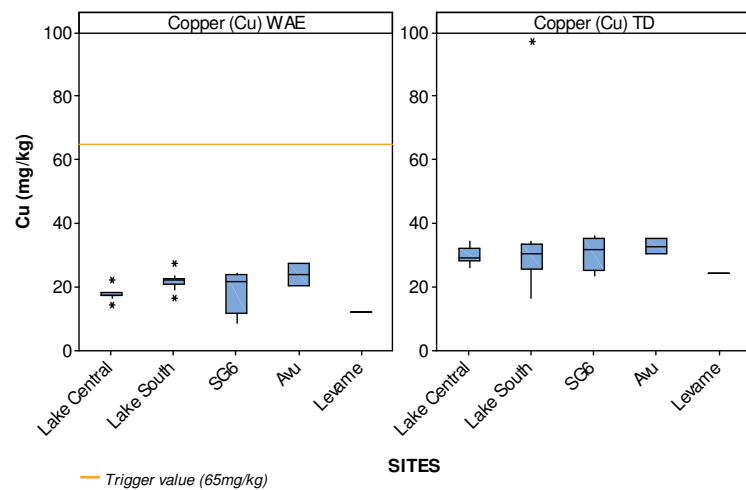 Copper (Cu) WAE
Copper (Cu) TD
Cu (mg/kg)
100
80
60
40
20
0
100
80
60
40
20
0
Lake Central
Lake South
SG6
Avu
Levame
Lake Central
Lake South
SG6
Avu
Levame
SITES
Trigger value (65mg/kg)